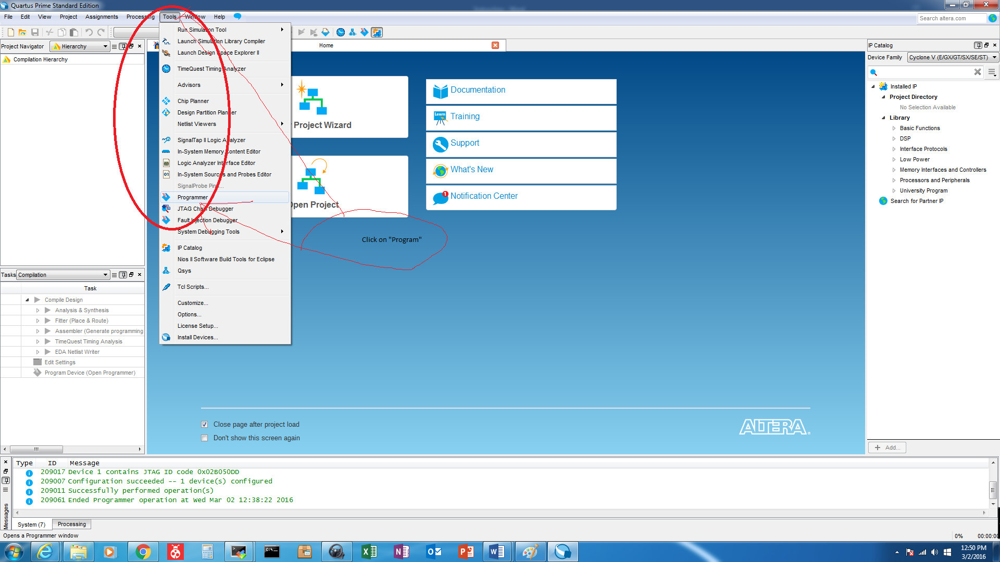 Quartus Prime Standard Edition
File Edit View Project Assignments Processing Tools Window Help
Search altera.com
Project Navigator Hierarchy
Compilation Hierarchy
Run Simulation Tool
Launch Simulation Library Compiler
Launch Design Space Explorer II
TimeQuest Timing Analyzer
Advisors
Chip Planner
Design Partition Planner
Netlist Viewers
SignalTap II Logic Analyzer
In-System Memory Content Editor
Logic Analyzer Interface Editor
In-System Sources and Probes Editor
SignalProbe Pins...
Programmer
JTAG Chain Debugger
Fault Injection Debugger
System Debugging Tools
IP Catalog
Nios II Software Build Tools for Eclipse
Qsys
Tcl Scripts...
Customize...
Options...
License Setup...
Install Devices...
Home
Project Wizard
Open Project
Documentation
Learn
Training
Support
What's New
1
Notification Center
Click on "Program"
Close page after project load
Don't show this screen again
ALTERA
IP Catalog
Device Family Cyclone V (E/GX/GT/SX/SE/ST)
Installed IP
Project Directory
No Selection Available
Library
Basic Functions
DSP
Interface Protocols
Low Power
Memory Interfaces and Controllers
Processors and Peripherals
University Program
Search for Partner IP
Add...
Tasks Compilation
Task
Compile Design
Analysis & Synthesis
Fitter (Place & Route)
Assembler (Generate programming
TimeQuest Timing Analysis
EDA Netlist Writer
Edit Settings
Program Device (Open Programmer)
Type ID Message
209017 Device 1 contains JTAG ID code 0x02B050DD
209007 Configuration succeeded -- 1 device(s) configured
209011 Successfully performed operation(s)
209061 Ended Programmer operation at Wed Mar 02 12:38:22 2016
Messages
System (7) Processing
Opens a Programmer window
0% 00:00:00
12:50 PM
3/2/2016